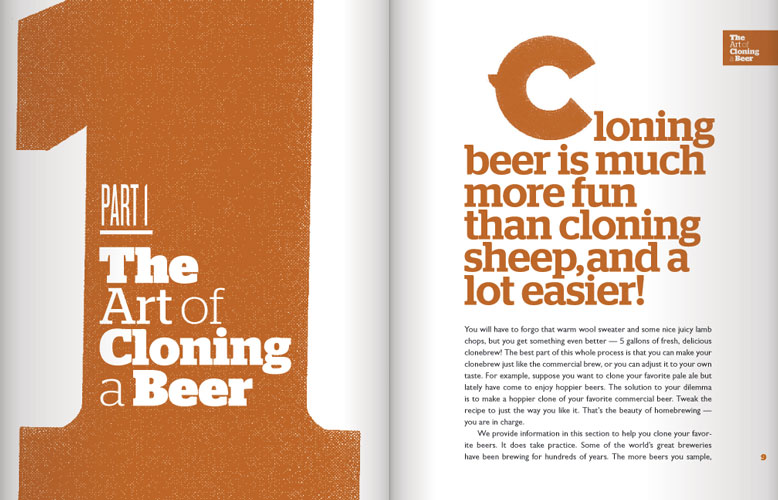 1
PART 1
The
Art of
Cloning
a Beer
The
Art of
Cloning
a Beer
Cloning
beer is much
more fun
than cloning
sheep,and a
lot easier!
You will have to forgo that warm wool sweater and some nice juicy lamb
chops, but you get something even better — 5 gallons of fresh, delicious
clonebrew! The best part of this whole process is that you can make your
clonebrew just like the commercial brew, or you can adjust it to your own
taste. For example, suppose you want to clone your favorite pale ale but
lately have come to enjoy hoppier beers. The solution to your dilemma
is to make a hoppier clone of your favorite commercial beer. Tweak the
recipe to just the way you like it. That's the beauty of homebrewing —
you are in charge.
We provide information in this section to help you clone your favor-
ite beers. It does take practice. Some of the world's great breweries
have been brewing for hundreds of years. The more beers you sample,
9